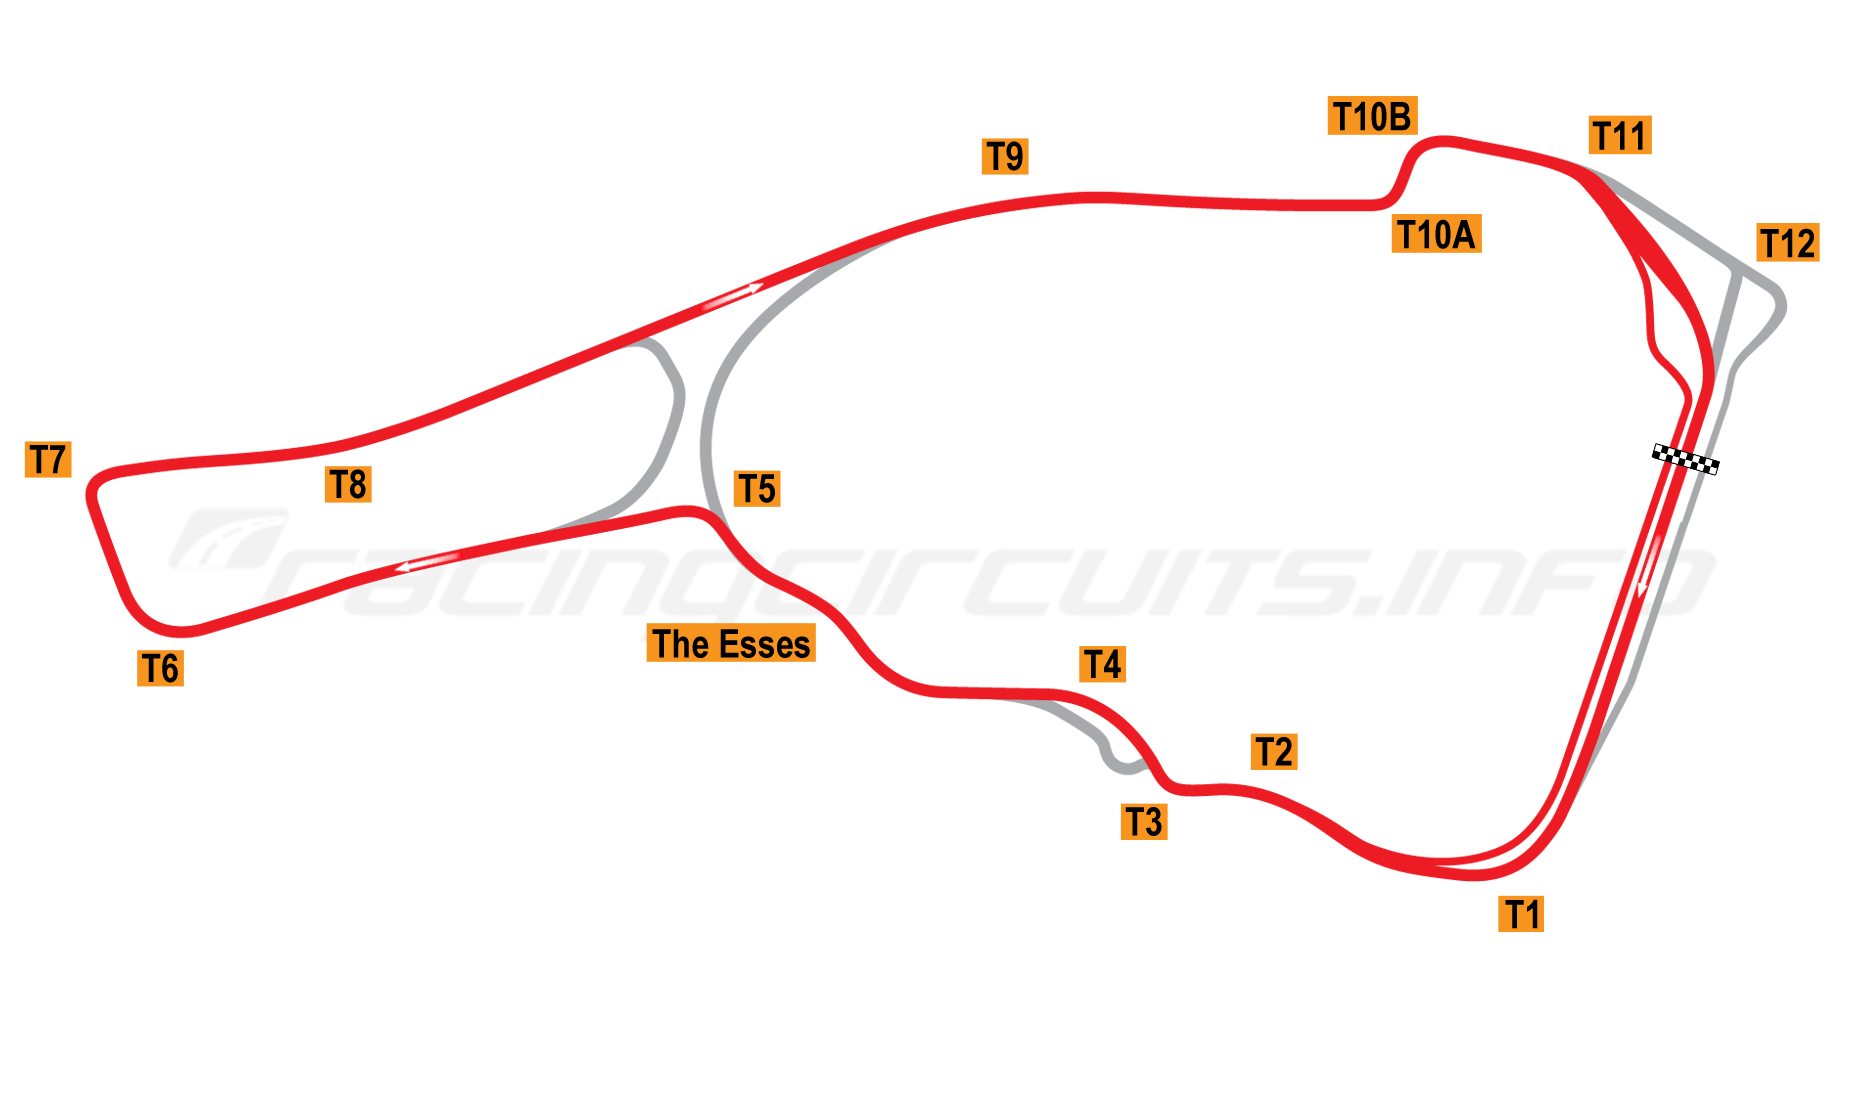 T10B
T11
T9
T10A
T12
T7
T8
T5
racingcircuits.info
The Esses
T6
T4
T2
T3
T1